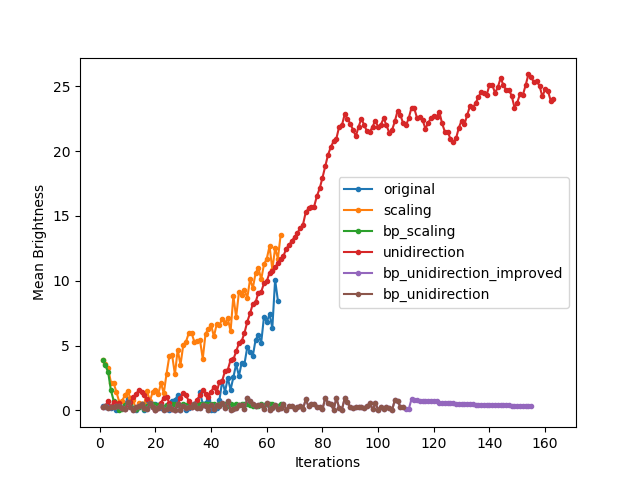 25
20
15
10
5
0
Mean Brightness
original
scaling
bp_scaling
unidirection
bp_unidirection_improved
bp_unidirection
0 20 40 60 80 100 120 140 160
Iterations